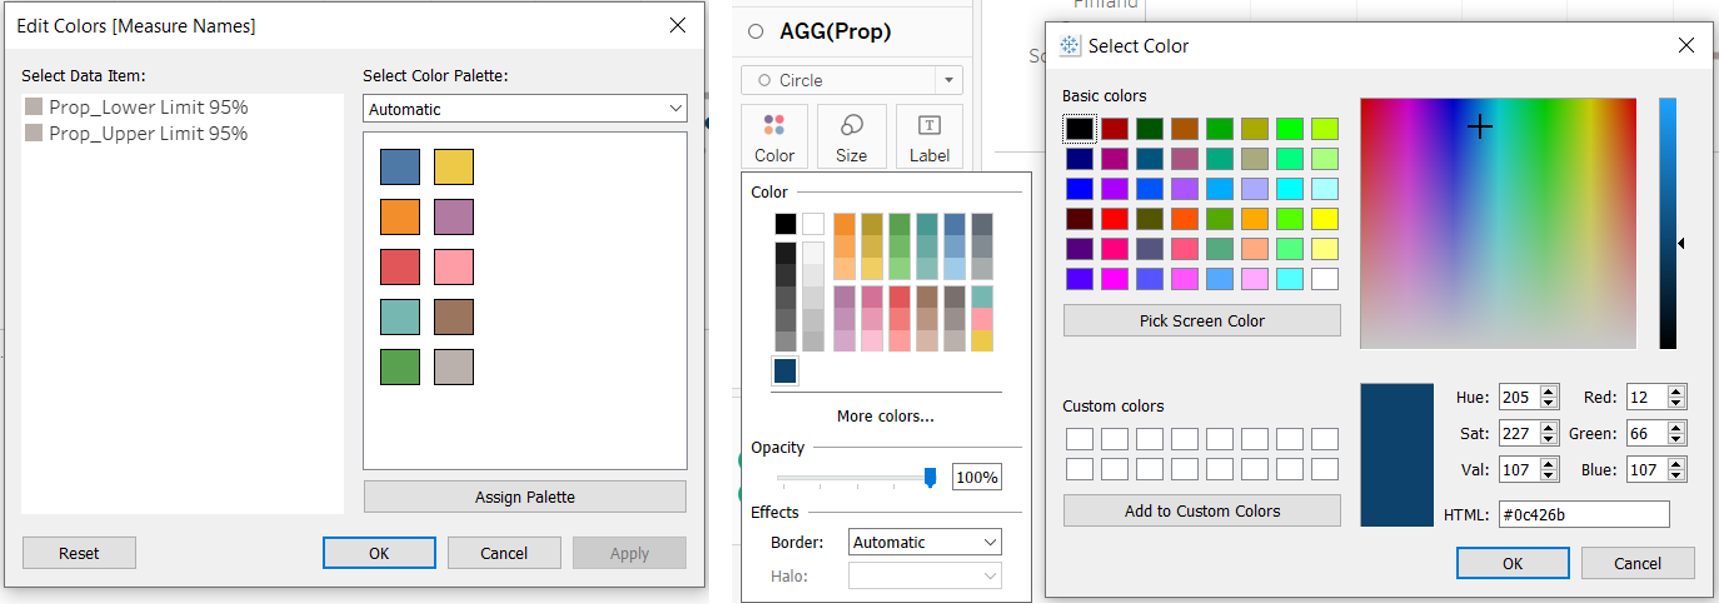 Edit Colors [Measure Names]
Select Data Item:
Prop_Lower Limit 95%
Prop_Upper Limit 95%
Select Color Palette:
Automatic
Assign Palette
Reset
OK
Cancel
Apply
AGG(Prop)
Circle
Color
Size
Label
Color
More colors...
Opacity
100%
Effects
Border:
Automatic
Halo:
Finland
Select Color
Basic colors
Pick Screen Color
Custom colors
Add to Custom Colors
Hue: 205 Red: 12
Sat: 227 Green: 66
Val: 107 Blue: 107
HTML: #0c426b
OK
Cancel